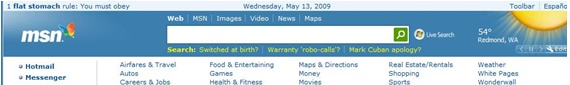 1 flat stomach rule: You must obey Wednesday, May 13, 2009 Toolbar Españo
Web MSN Images Video News Maps
msn Live Search 54°
Redmond, WA
Search: Switched at birth? Warranty 'robo-calls'? Mark Cuban apology? Edit
Hotmail Airfares & Travel Food & Entertaining Maps & Directions Real Estate/Rentals Weather
Messenger Autos Games Money Shopping White Pages
Careers & Jobs Health & Fitness Movies Sports Wonderwall